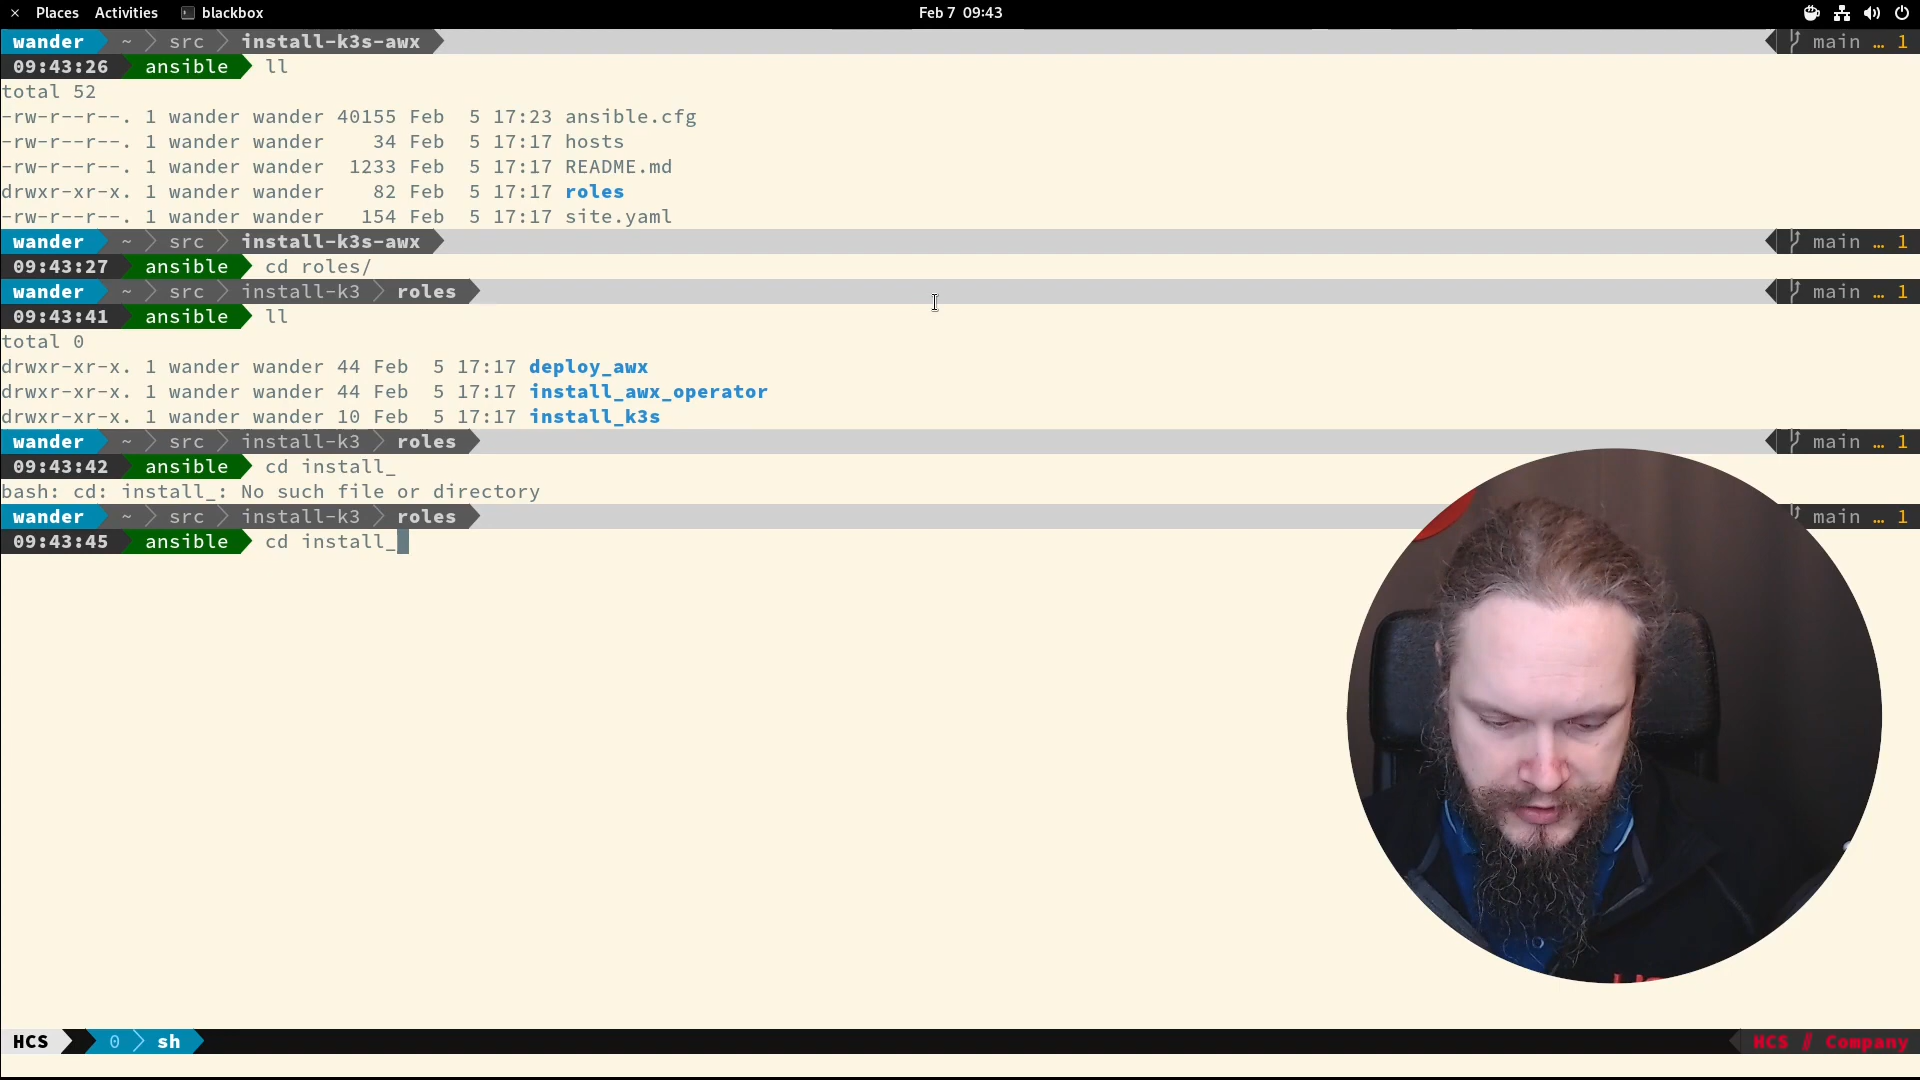 × Places Activities blackbox Feb 7 09:43
wander ~ src install-k3s-awx main … 1
09:43:26 ansible ll
total 52
-rw-r--r--. 1 wander wander 40155 Feb 5 17:23 ansible.cfg
-rw-r--r--. 1 wander wander 34 Feb 5 17:17 hosts
-rw-r--r--. 1 wander wander 1233 Feb 5 17:17 README.md
drwxr-xr-x. 1 wander wander 82 Feb 5 17:17 roles
-rw-r--r--. 1 wander wander 154 Feb 5 17:17 site.yaml
wander ~ src install-k3s-awx main … 1
09:43:27 ansible cd roles/
wander ~ src install-k3 roles main … 1
09:43:41 ansible ll
total 0
drwxr-xr-x. 1 wander wander 44 Feb 5 17:17 deploy_awx
drwxr-xr-x. 1 wander wander 44 Feb 5 17:17 install_awx_operator
drwxr-xr-x. 1 wander wander 10 Feb 5 17:17 install_k3s
wander ~ src install-k3 roles main … 1
09:43:42 ansible cd install_
bash: cd: install_: No such file or directory
wander ~ src install-k3 roles main … 1
09:43:45 ansible cd install_
HCS 0 sh HCS // Company